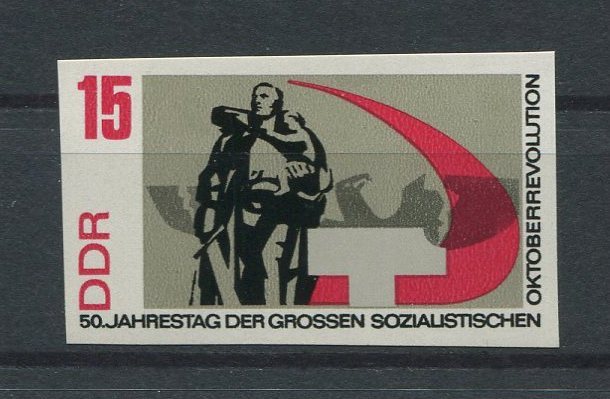 15
DDR
50.JAHRESTAG DER GROSSEN SOZIALISTISCHEN
OKTOBERREVOLUTION